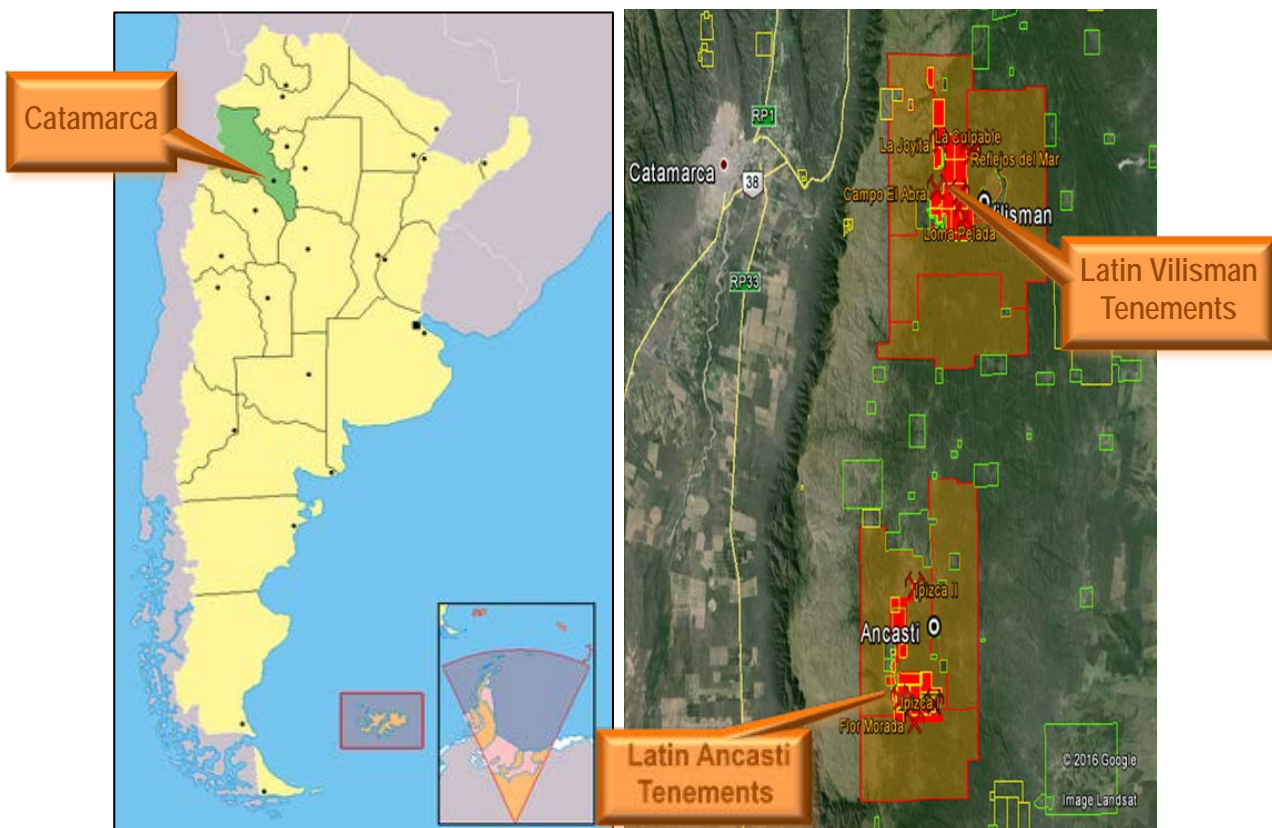 Catamarca
RP1
La Culpable
La Joyita
Reflejos del Mar
Catamarca
38
Campo El Abra
Vilisman
Loma Pelada
Latin Vilisman
Tenements
RP33
Ipizca II
Ancasti
Ipizca I
Flor Morada
Latin Ancasti
Tenements
© 2016 Google
Image Landsat